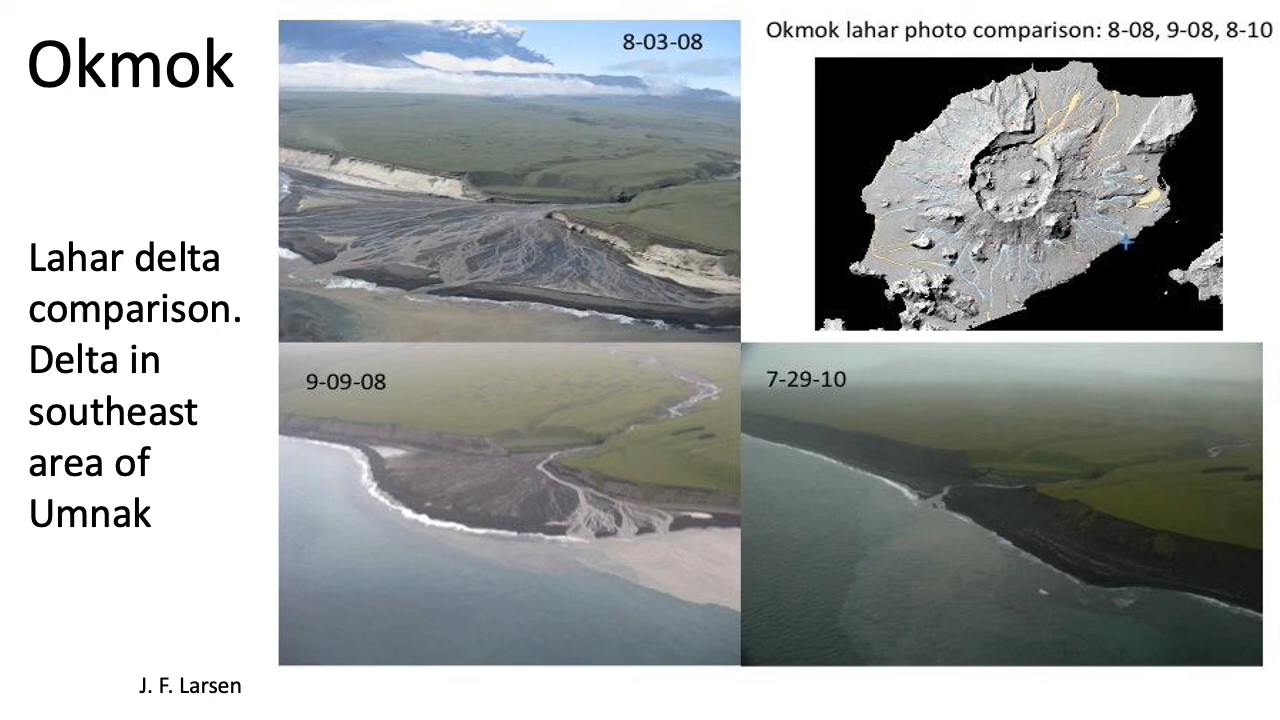 Okmok
Lahar delta
comparison.
Delta in
southeast
area of
Umnak
J. F. Larsen
8-03-08
Okmok lahar photo comparison: 8-08, 9-08, 8-10
9-09-08
7-29-10